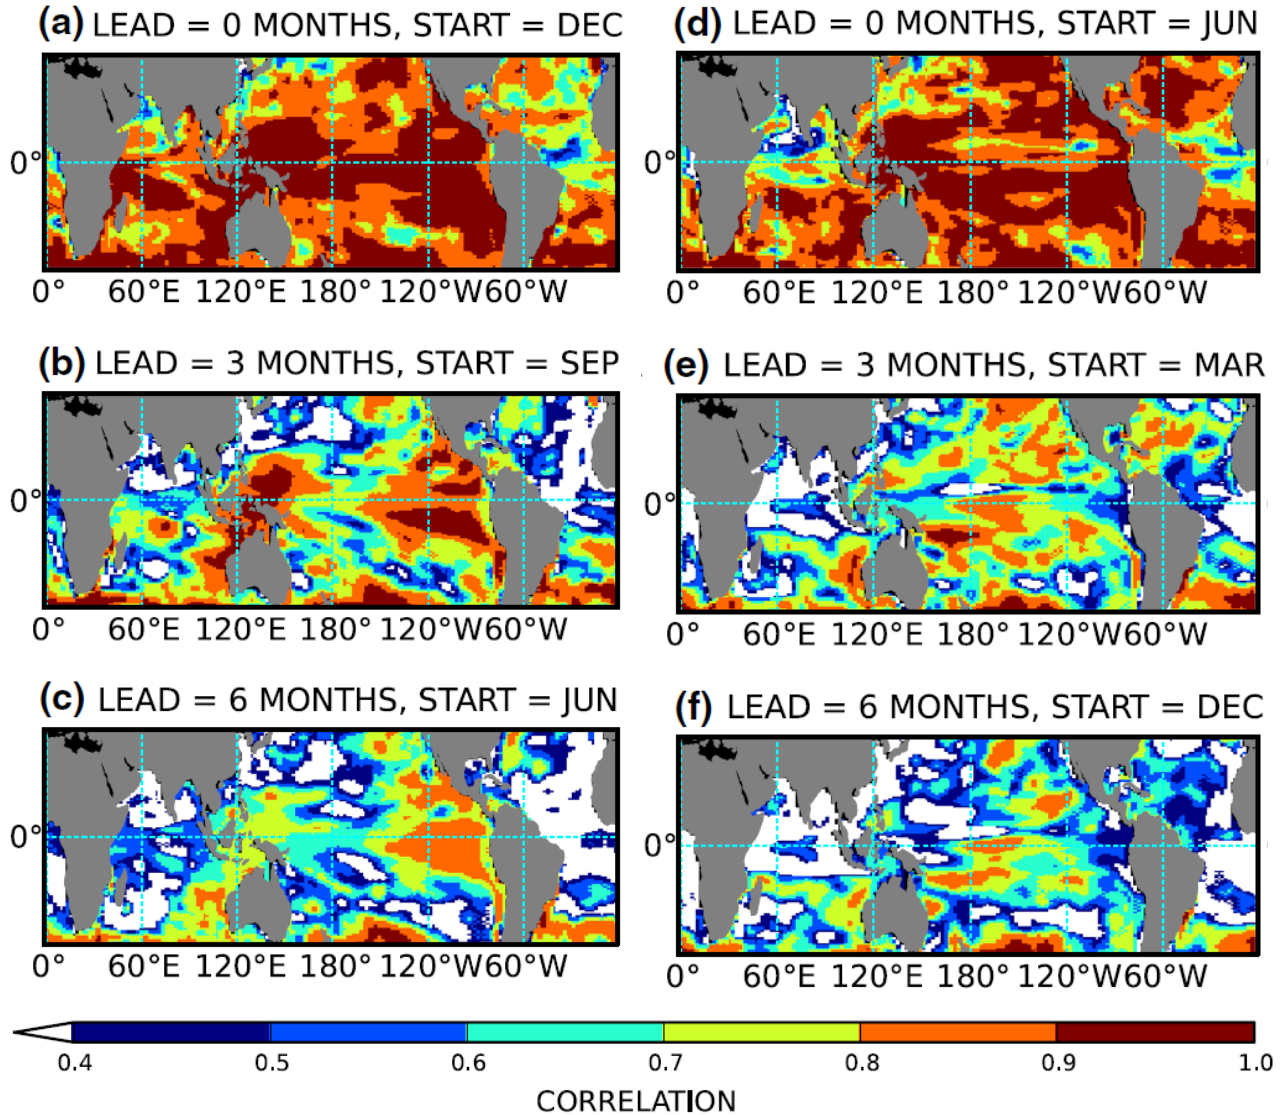 (a) LEAD = 0 MONTHS, START = DEC
(d) LEAD = 0 MONTHS, START = JUN
0°
0°
0° 60°E 120°E 180° 120°W 60°W
0° 60°E 120°E 180° 120°W 60°W
(b) LEAD = 3 MONTHS, START = SEP
(e) LEAD = 3 MONTHS, START = MAR
0°
0°
0° 60°E 120°E 180° 120°W 60°W
0° 60°E 120°E 180° 120°W 60°W
(c) LEAD = 6 MONTHS, START = JUN
(f) LEAD = 6 MONTHS, START = DEC
0°
0°
0° 60°E 120°E 180° 120°W 60°W
0° 60°E 120°E 180° 120°W 60°W
0.4 0.5 0.6 0.7 0.8 0.9 1.0
CORRELATION